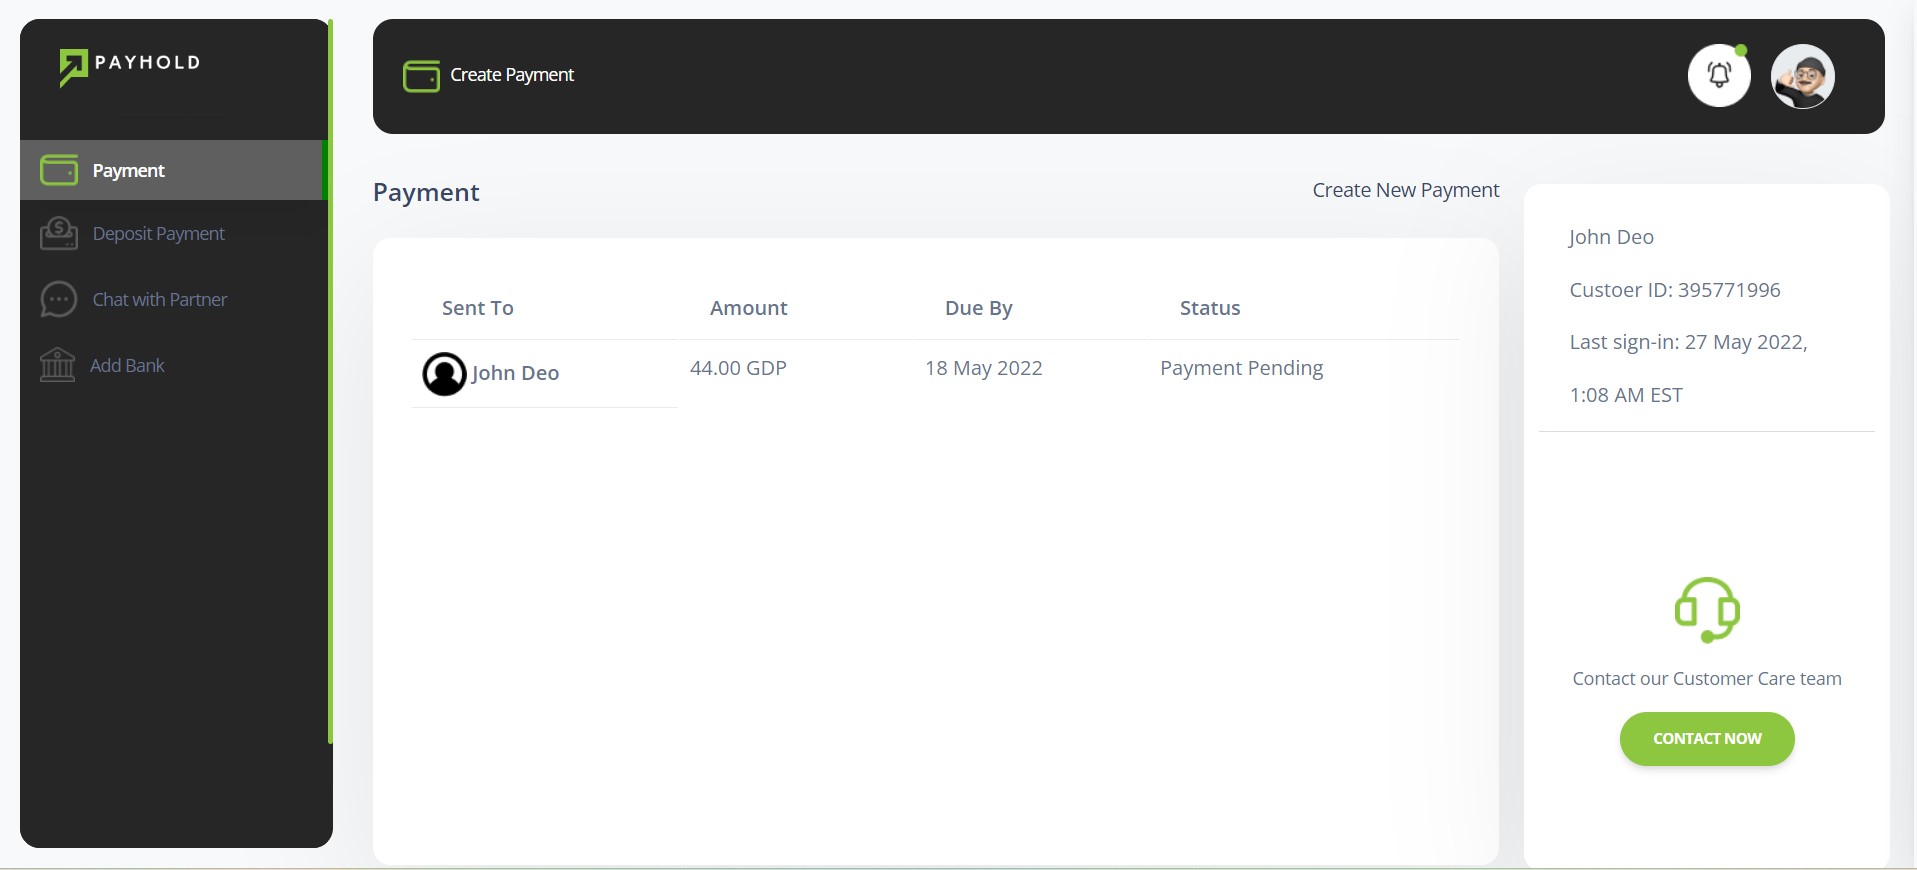 PAYHOLD
Payment
Deposit Payment
Chat with Partner
Add Bank
Create Payment
Payment
Create New Payment
Sent To Amount Due By Status
John Deo 44.00 GDP 18 May 2022 Payment Pending
John Deo
Custoer ID: 395771996
Last sign-in: 27 May 2022,
1:08 AM EST
Contact our Customer Care team
CONTACT NOW